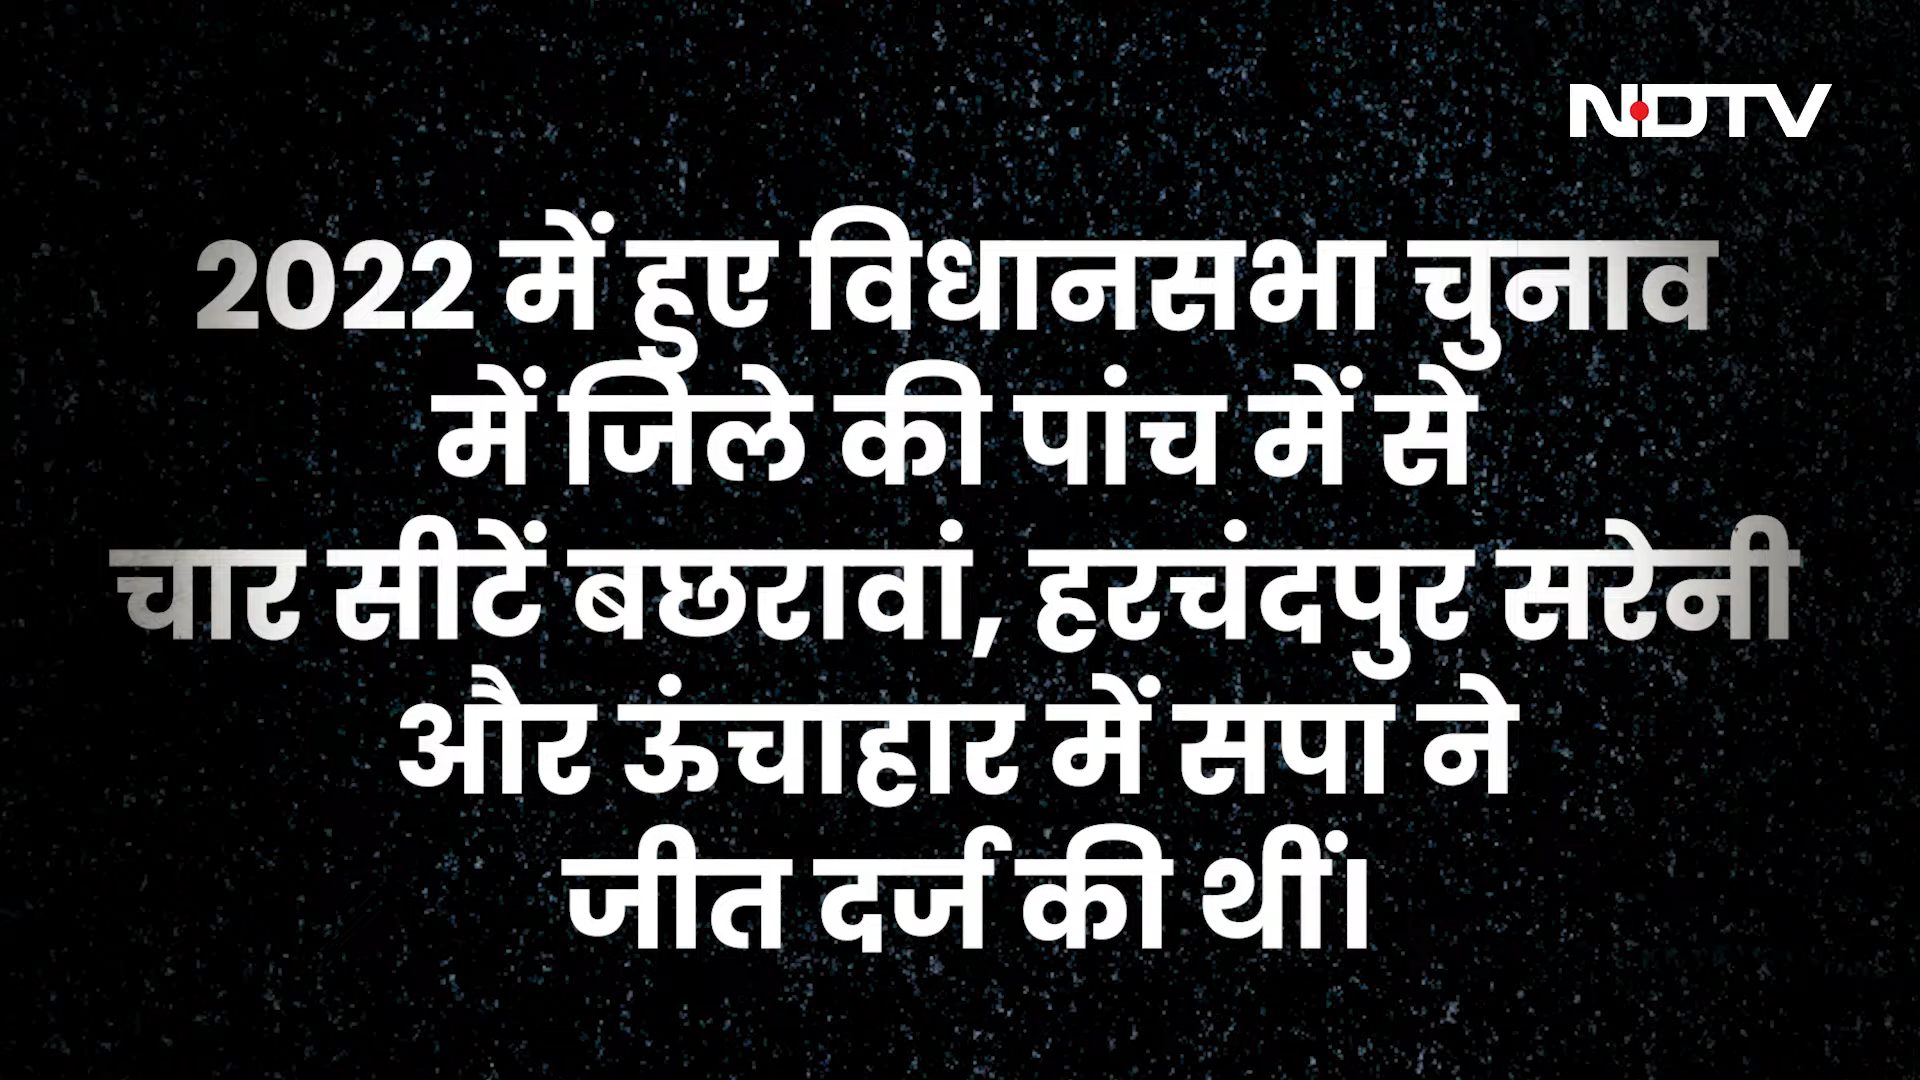 NDTV
2022 में हुए विधानसभा चुनाव
में जिले की पांच में से
चार सीटें बछरावां, हरचंदपुर सरेनी
और ऊंचाहार में सपा ने
जीत दर्ज की थीं।